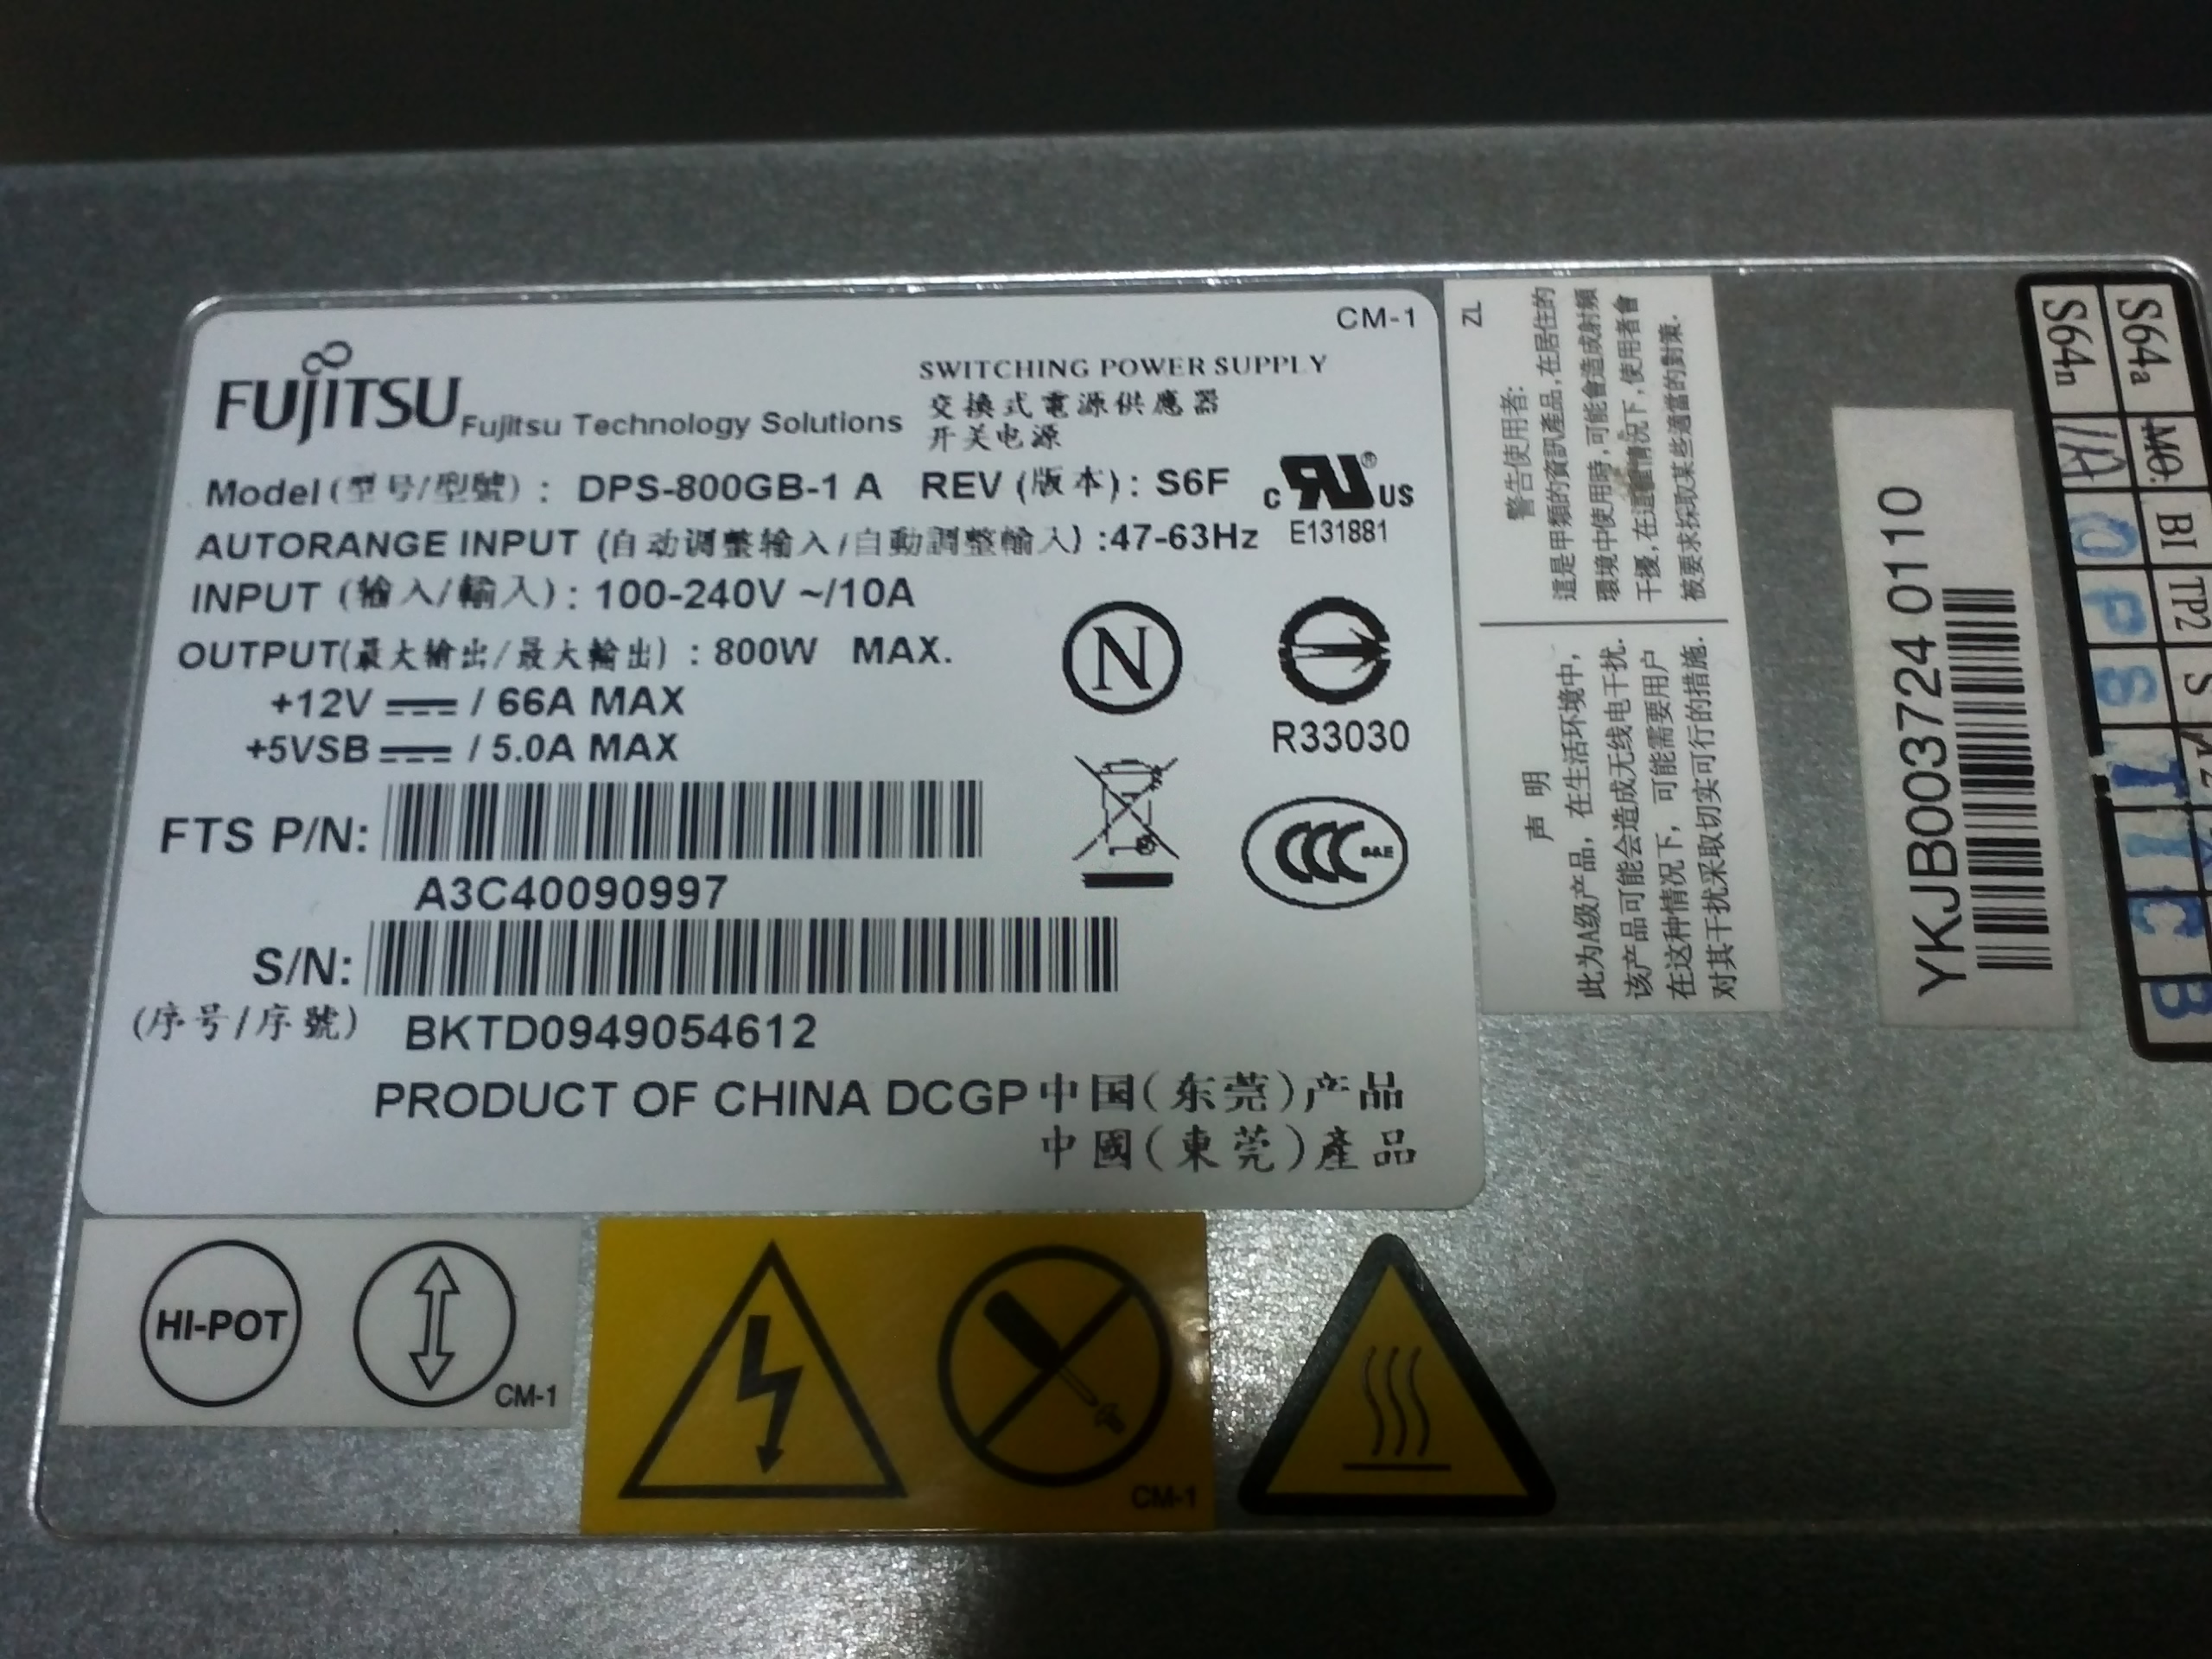 CM-1
FUJITSU Fujitsu Technology Solutions
SWITCHING POWER SUPPLY
交換式電源供應器
开关电源
Model (型号/型號) : DPS-800GB-1 A REV (版本) : S6F
AUTORANGE INPUT (自动调整输入/自動調整輸入) :47-63Hz
INPUT (输入/輸入) : 100-240V ~/10A
OUTPUT(最大输出/最大輸出) : 800W MAX.
+12V / 66A MAX
+5VSB / 5.0A MAX
FTS P/N:
A3C40090997
S/N:
(序号/序號)
BKTD0949054612
PRODUCT OF CHINA DCGP 中国(东莞)产品
中國(東莞)產品
C RU ® US
E131881
N
R33030
CCC S&E
HI-POT
CM-1
CM-1
ZL
警告使用者:
這是甲類的資訊產品,在居住的
環境中使用時,可能會造成射頻
干擾,在這種情況下,使用者會
被要求採取某些適當的對策.
声 明
此为A级产品, 在生活环境中,
该产品可能会造成无线电干扰.
在这种情况下, 可能需要用户
对其干扰采取切实可行的措施.
YKJB003724 0110
S64a MO. BI TP2 S
S64n O P S I T C B